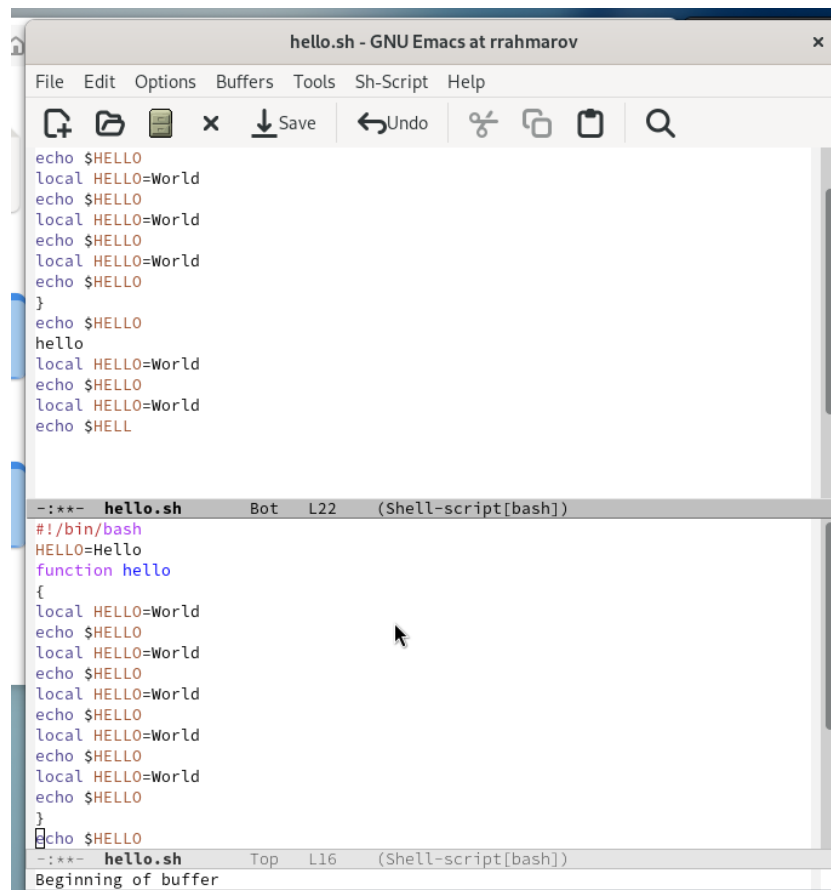 hello.sh - GNU Emacs at rrahmarov
File Edit Options Buffers Tools Sh-Script Help
Save Undo
echo $HELLO
local HELLO=World
echo $HELLO
local HELLO=World
echo $HELLO
local HELLO=World
echo $HELLO
}
echo $HELLO
hello
local HELLO=World
echo $HELLO
local HELLO=World
echo $HELL
-:**- hello.sh Bot L22 (Shell-script[bash])
#!/bin/bash
HELLO=Hello
function hello
{
local HELLO=World
echo $HELLO
local HELLO=World
echo $HELLO
local HELLO=World
echo $HELLO
local HELLO=World
echo $HELLO
local HELLO=World
echo $HELLO
}
echo $HELLO
-:**- hello.sh Top L16 (Shell-script[bash])
Beginning of buffer